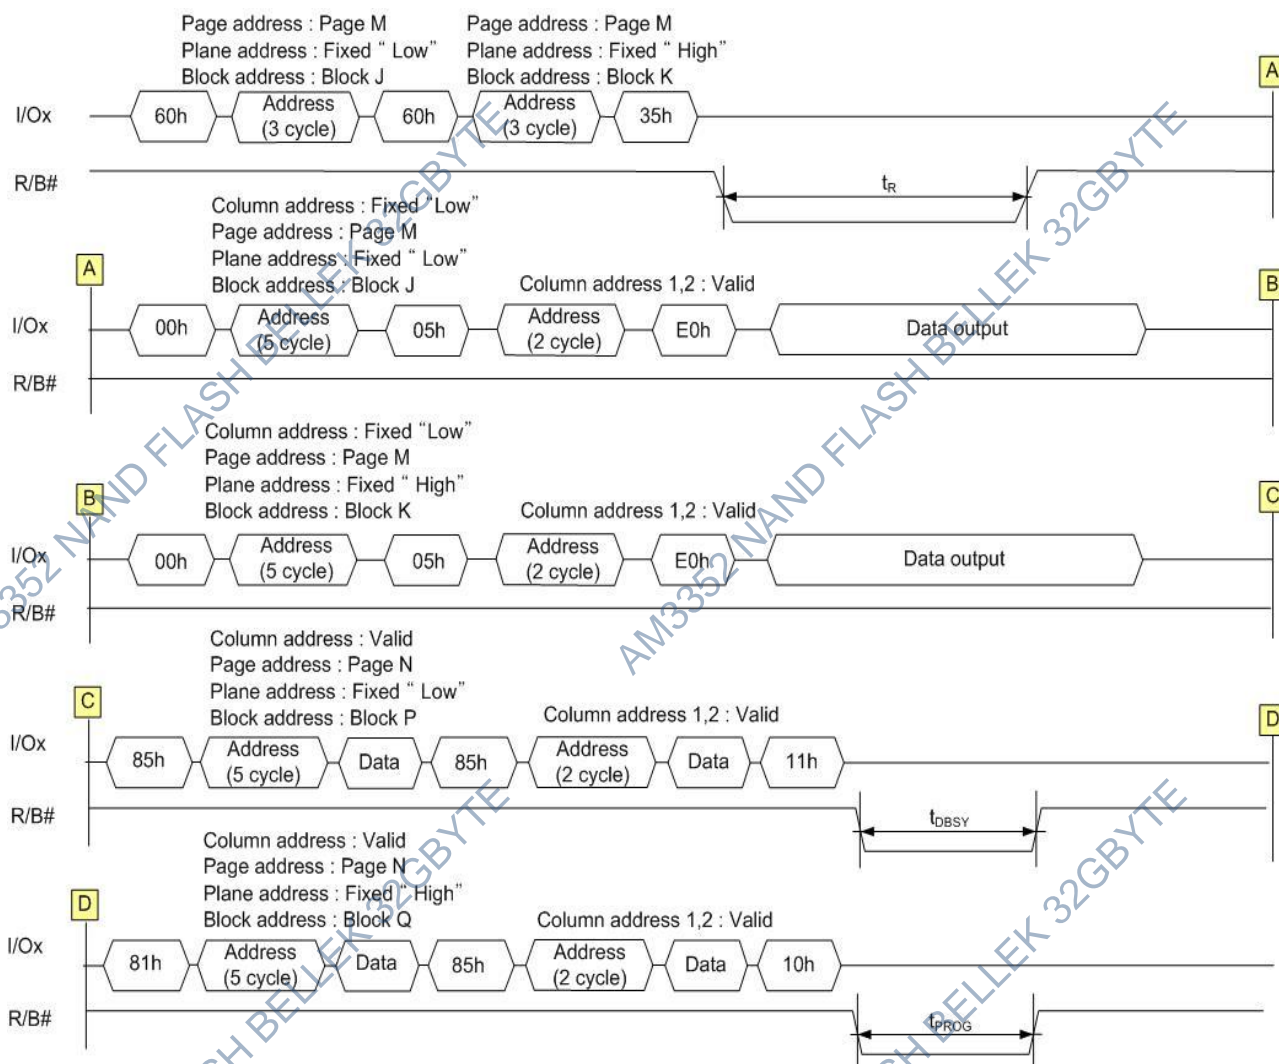 Page address : Page M
Plane address : Fixed “ Low”
Block address : Block J
Page address : Page M
Plane address : Fixed “ High”
Block address : Block K
A
I/Ox
60h
Address
(3 cycle)
60h
Address
(3 cycle)
35h
R/B#
tR
Column address : Fixed “Low”
Page address : Page M
Plane address : Fixed “ Low”
Block address : Block J
Column address 1,2 : Valid
A
B
I/Ox
00h
Address
(5 cycle)
05h
Address
(2 cycle)
E0h
Data output
R/B#
Column address : Fixed “Low”
Page address : Page M
Plane address : Fixed “ High”
Block address : Block K
Column address 1,2 : Valid
B
C
I/Ox
00h
Address
(5 cycle)
05h
Address
(2 cycle)
E0h
Data output
R/B#
Column address : Valid
Page address : Page N
Plane address : Fixed “ Low”
Block address : Block P
Column address 1,2 : Valid
C
D
I/Ox
85h
Address
(5 cycle)
Data
85h
Address
(2 cycle)
Data
11h
R/B#
tDBSY
Column address : Valid
Page address : Page N
Plane address : Fixed “ High”
Block address : Block Q
Column address 1,2 : Valid
D
I/Ox
81h
Address
(5 cycle)
Data
85h
Address
(2 cycle)
Data
10h
R/B#
tPROG
3352 NAND FLASH BELLEK 32GBYTE
AM3352 NAND FLASH BELLEK 32GBYTE
SH BELLEK 32GBYTE
SH BELLEK 32GBYTE